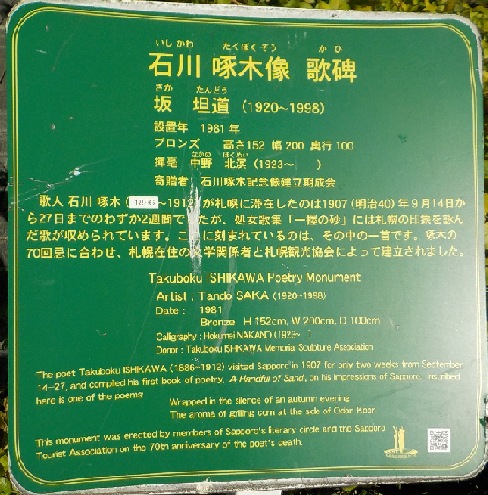 いしかわ たくぼくぞう かひ
石川 啄木像 歌碑
さか たんどう
坂 坦道 (1920~1998)
設置年 1981年
ブロンズ 高さ152 幅200 奥行100
なかの ほくめい
揮毫 中野 北溟 (1923~ )
寄贈者 石川啄木記念像建立期成会
歌人 石川 啄木 ( ~1912)が札幌に滞在したのは1907(明治40)年9月14日か
ら27日までのわずか2週間で したが、処女歌集「一握の砂」には札幌の印象を詠ん
だ歌が収められています。 に刻まれているのは、その中の一首です。啄木の
70回忌に合わせ、札幌在住の文学関係者と札幌観光協会によって建立されました。
Takuboku SHIKAWA Poetry Monument
Artist : Tando SAKA (1920-1998)
Date : 1981
Bronze H.152cm, W.200cm, D.100cm
Calligraphy : Hokumei NAKANO (1923-
Donor : Takuboku ISHIKAWA Memorial Sculpture Association
The poet Takuboku ISHIKAWA (1886-1912) visited Sapporo in 1907 for only two weeks from September
14-27, and compiled his first book of poetry, A Handful of Sand, on his impressions of Sapporo. Inscribed
here is one of the poems.
Wrapped in the silence of an autumn evening
The aroma of grilling corn at the side of Odori Koor
This monument was erected by members of Sapporo's literary circle and the Sapporo
Tourist Association on the 70th anniversary of the poet's death.